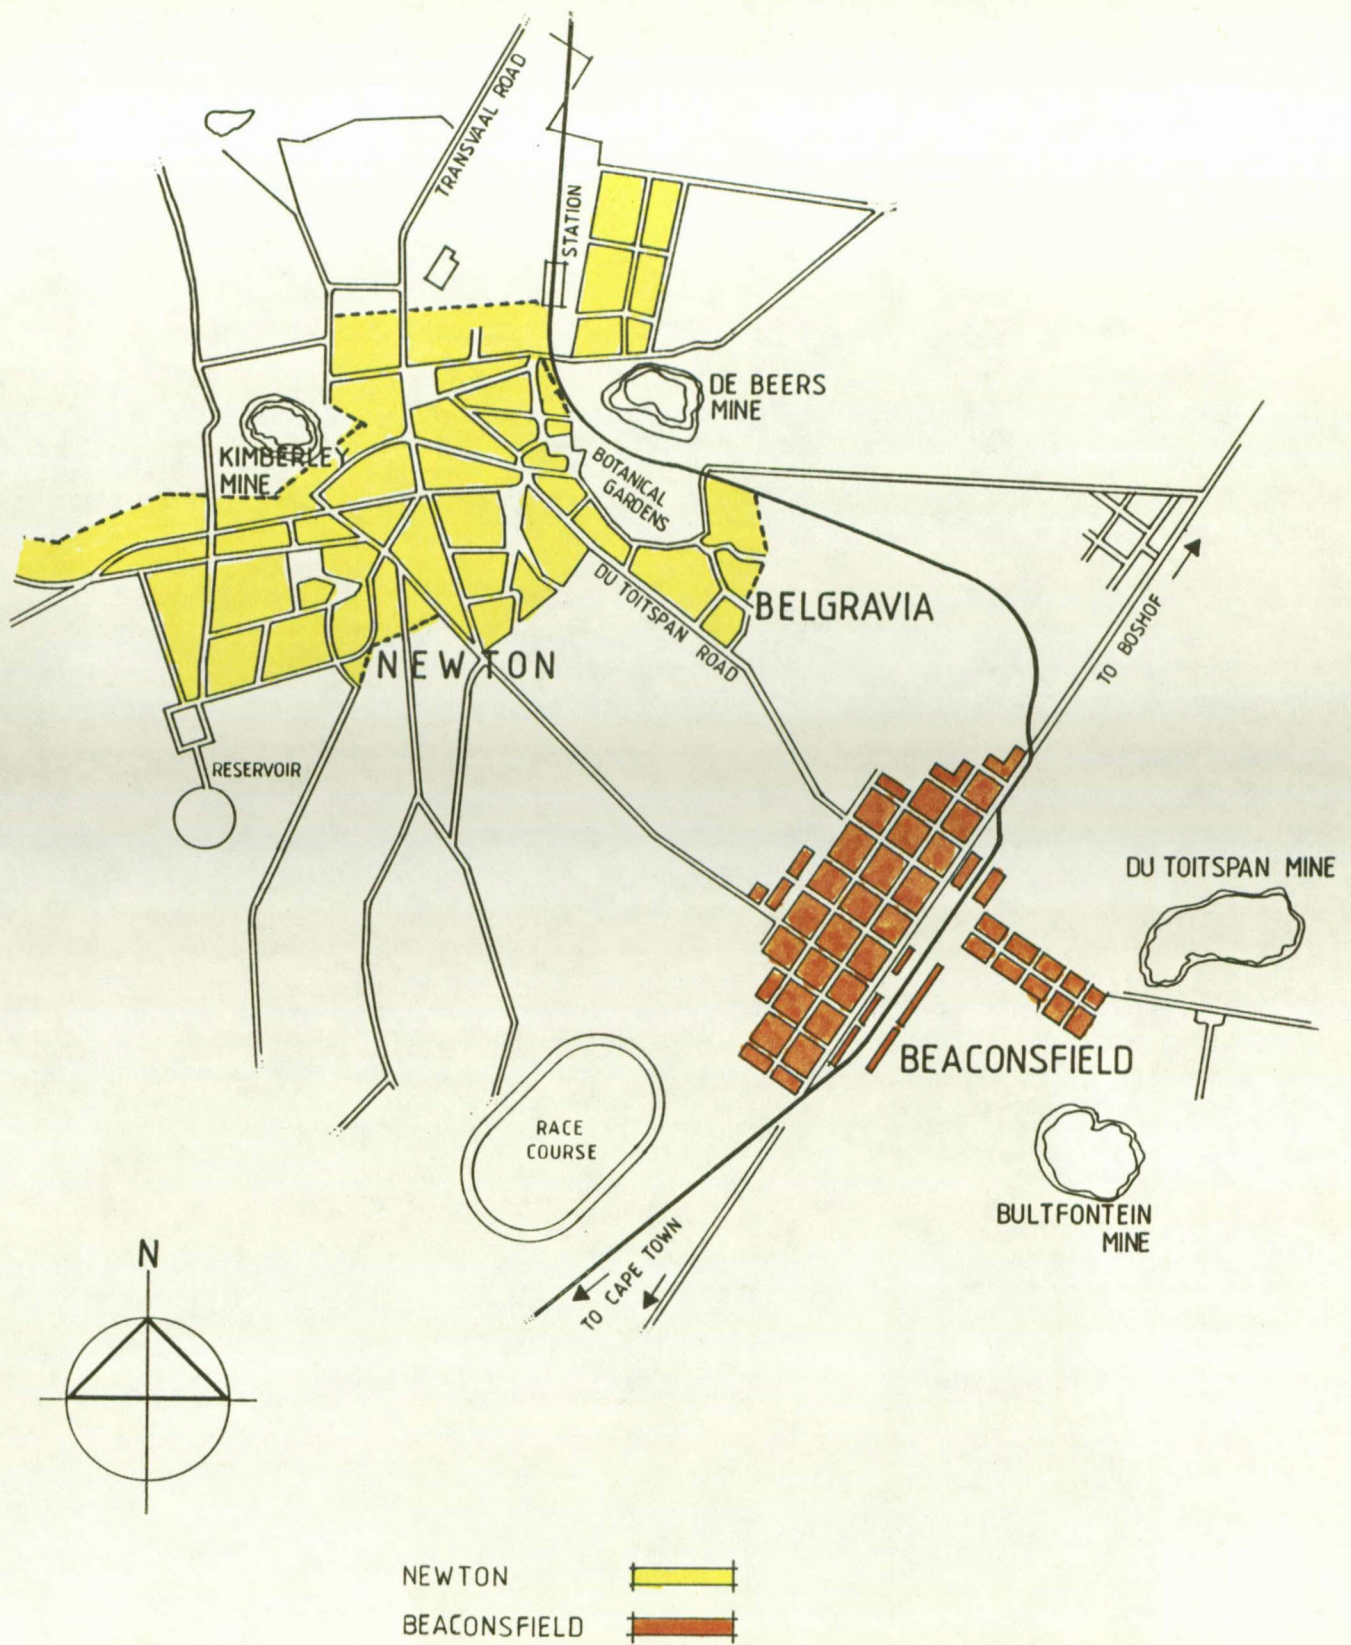 TRANSVAAL ROAD
STATION
DE BEERS
MINE
KIMBERLEY
MINE
BOTANICAL
GARDENS
DU TOITSPAN ROAD
BELGRAVIA
TO BOSHOF
NEWTON
RESERVOIR
DU TOITSPAN MINE
BEACONSFIELD
RACE
COURSE
BULTFONTEIN
MINE
TO CAPE TOWN
N
NEWTON
BEACONSFIELD